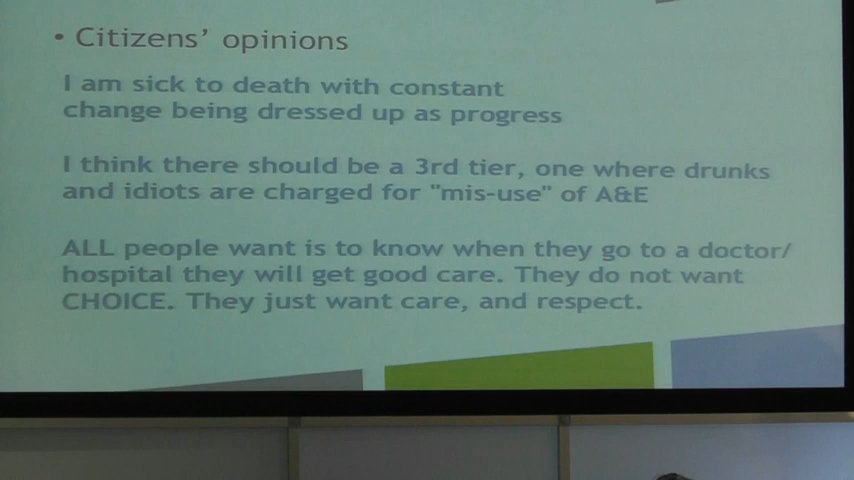 • Citizens' opinions
I am sick to death with constant
change being dressed up as progress
I think there should be a 3rd tier, one where drunks
and idiots are charged for "mis-use" of A&E
ALL people want is to know when they go to a doctor/
hospital they will get good care. They do not want
CHOICE. They just want care, and respect.